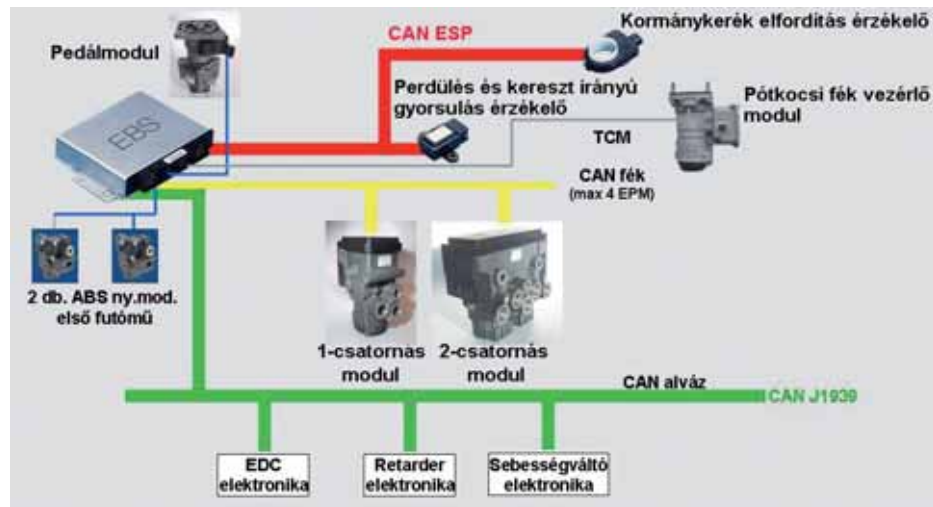 Kormánykerék elfordítás érzékelő
CAN ESP
Pedálmodul
Perdülés és kereszt irányú
gyorsulás érzékelő
Pótkocsi fék vezérlő
modul
EBS
TCM
CAN fék
(max 4 EPM)
2 db. ABS ny.mod.
első futómű
1-csatornás
modul
2-csatornás
modul
CAN alváz
CAN J1939
EDC
elektronika
Retarder
elektronika
Sebességváltó
elektronika